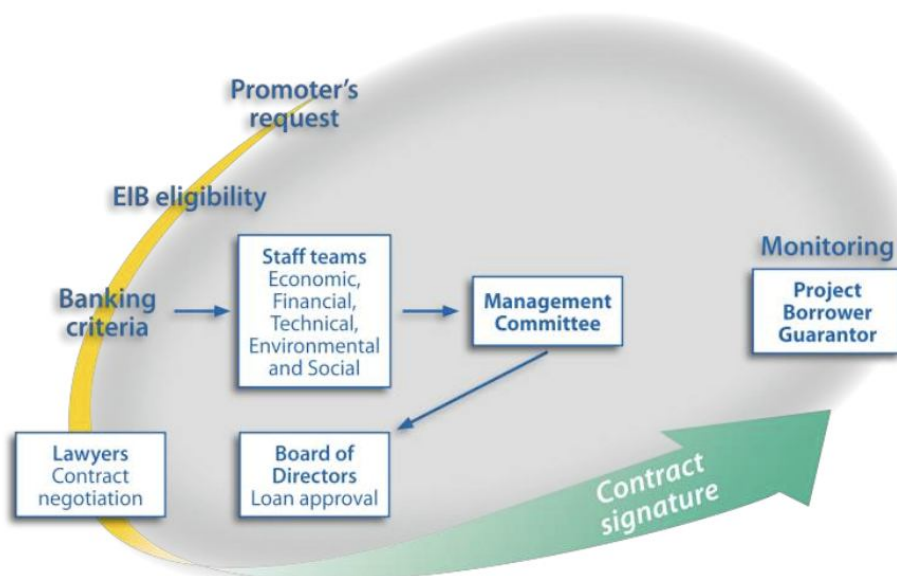 Promoter's
request
EIB eligibility
Banking
criteria
Staff teams
Economic,
Financial,
Technical,
Environmental
and Social
Management
Committee
Monitoring
Project
Borrower
Guarantor
Lawyers
Contract
negotiation
Board of
Directors
Loan approval
Contract
signature